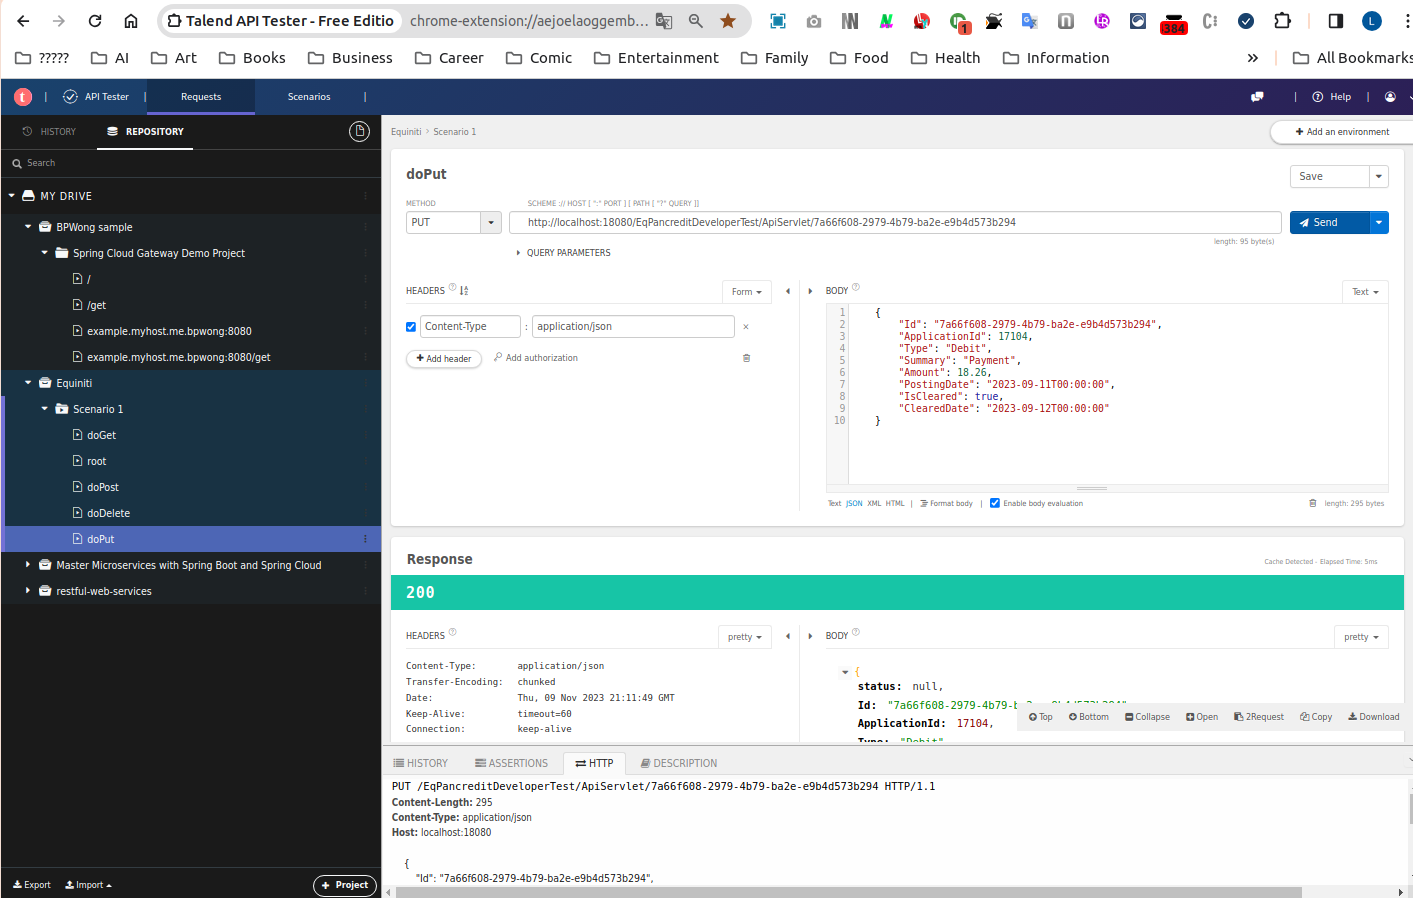 Talend API Tester - Free Editio
chrome-extension://aejoelaoggemb...
1
384
L
????? AI Art Books Business Career Comic Entertainment Family Food Health Information » All Bookmarks
API Tester Requests Scenarios Help
HISTORY REPOSITORY
Search
MY DRIVE
BPWong sample
Spring Cloud Gateway Demo Project
/
/get
example.myhost.me.bpwong:8080
example.myhost.me.bpwong:8080/get
Equiniti
Scenario 1
doGet
root
doPost
doDelete
doPut
Master Microservices with Spring Boot and Spring Cloud
restful-web-services
Export Import + Project
Equiniti › Scenario 1
+ Add an environment
doPut
Save
METHOD SCHEME :// HOST [ ":" PORT ] [ PATH [ "?" QUERY ]]
PUT http://localhost:18080/EqPancreditDeveloperTest/ApiServlet/7a66f608-2979-4b79-ba2e-e9b4d573b294 Send
length: 95 byte(s)
QUERY PARAMETERS
HEADERS Form
Content-Type : application/json ×
+ Add header Add authorization
BODY Text
1 {
2 "Id": "7a66f608-2979-4b79-ba2e-e9b4d573b294",
3 "ApplicationId": 17104,
4 "Type": "Debit",
5 "Summary": "Payment",
6 "Amount": 18.26,
7 "PostingDate": "2023-09-11T00:00:00",
8 "IsCleared": true,
9 "ClearedDate": "2023-09-12T00:00:00"
10 }
Text JSON XML HTML | Format body | Enable body evaluation length: 295 bytes
Response
Cache Detected - Elapsed Time: 5ms
200
HEADERS pretty
Content-Type: application/json
Transfer-Encoding: chunked
Date: Thu, 09 Nov 2023 21:11:49 GMT
Keep-Alive: timeout=60
Connection: keep-alive
BODY pretty
{
status: null,
Id: "7a66f608-2979-4b79-b
ApplicationId: 17104,
Type: "Debit"
Top Bottom Collapse Open 2Request Copy Download
HISTORY ASSERTIONS HTTP DESCRIPTION
PUT /EqPancreditDeveloperTest/ApiServlet/7a66f608-2979-4b79-ba2e-e9b4d573b294 HTTP/1.1
Content-Length: 295
Content-Type: application/json
Host: localhost:18080
{
"Id": "7a66f608-2979-4b79-ba2e-e9b4d573b294",